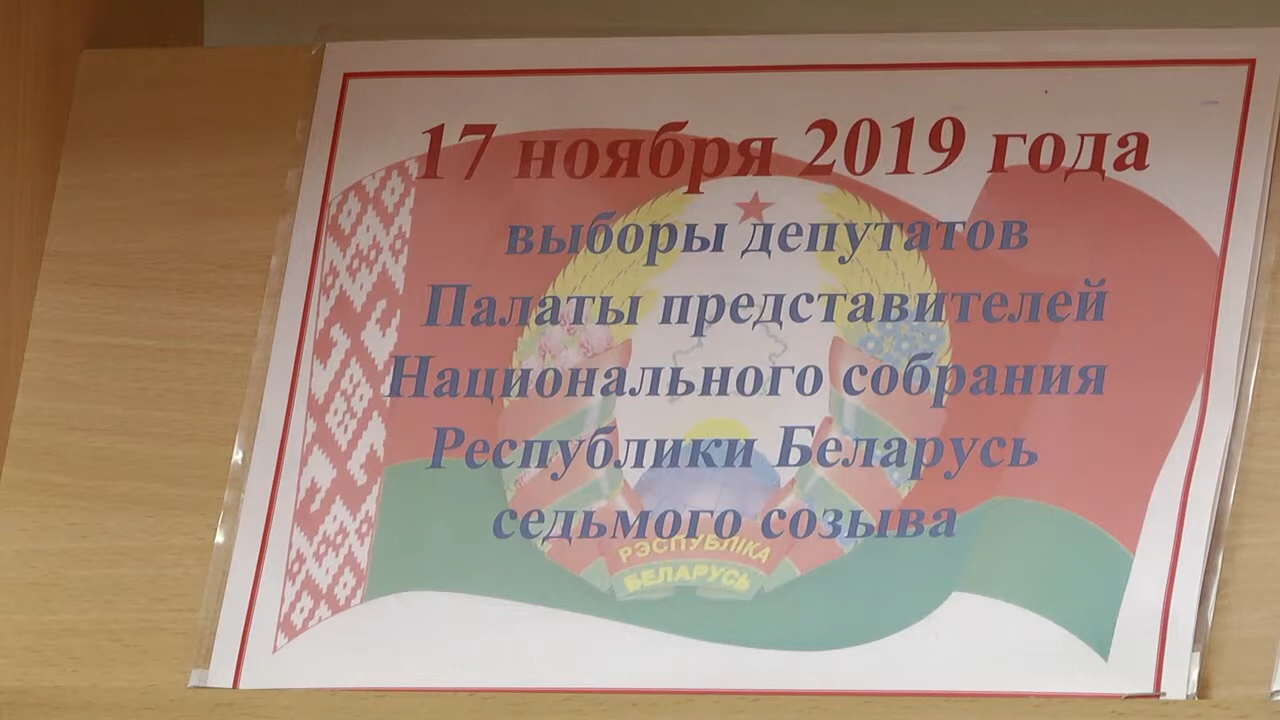 17 ноября 2019 года
выборы депутатов
Палаты представителей
Национального собрания
Республики Беларусь
седьмого созыва
РЭСПУБЛІКА
БЕЛАРУСЬ